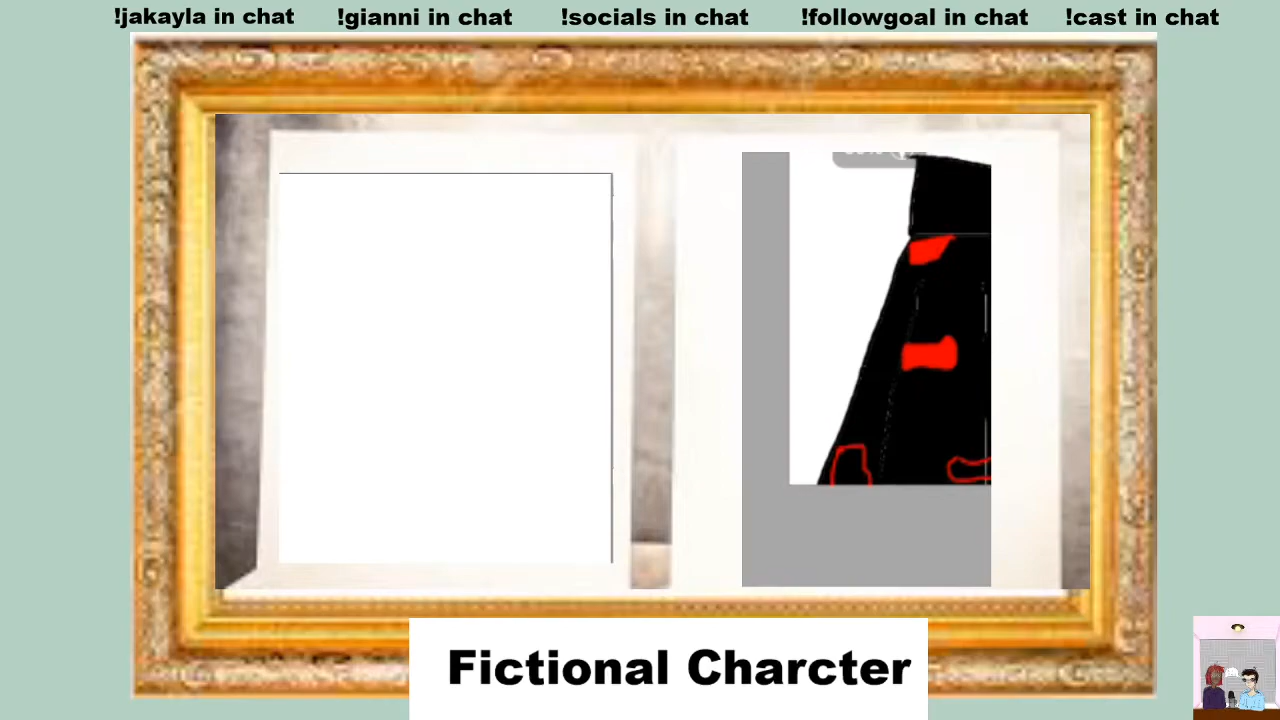 !jakayla in chat !gianni in chat !socials in chat !followgoal in chat !cast in chat
Fictional Charcter